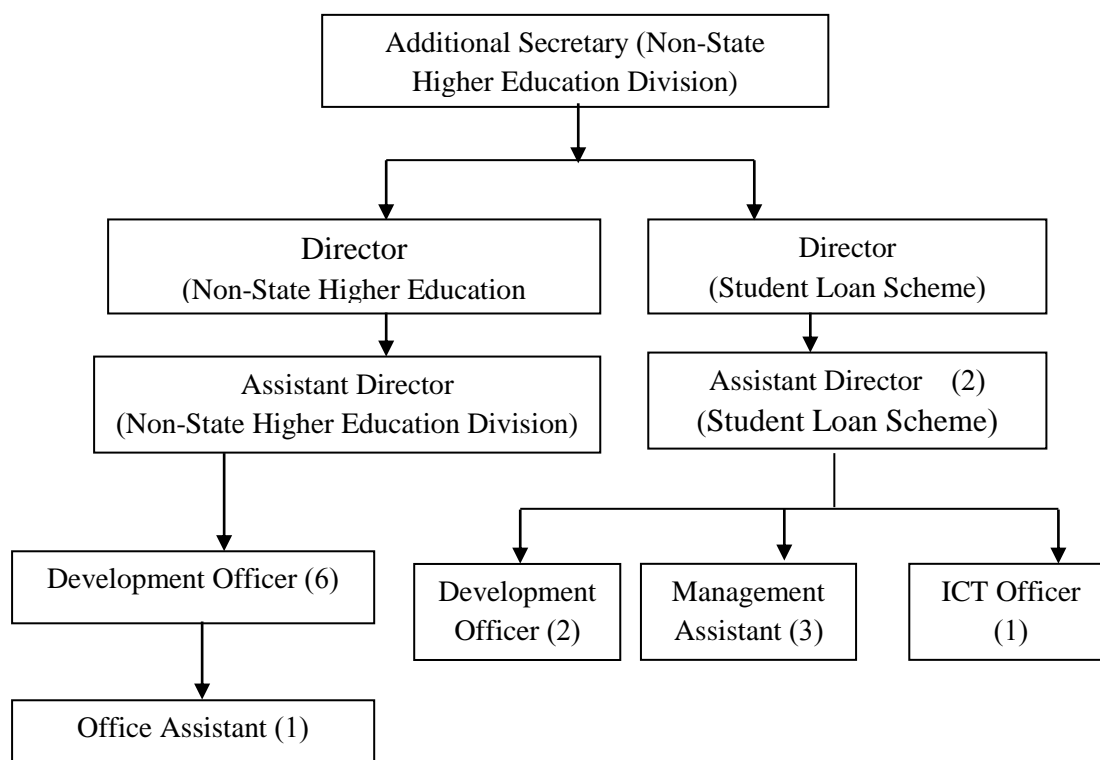 Additional Secretary (Non-State
Higher Education Division)
Director
(Non-State Higher Education
Director
(Student Loan Scheme)
Assistant Director
(Non-State Higher Education Division)
Assistant Director (2)
(Student Loan Scheme)
Development Officer (6)
Development
Officer (2)
Management
Assistant (3)
ICT Officer
(1)
Office Assistant (1)